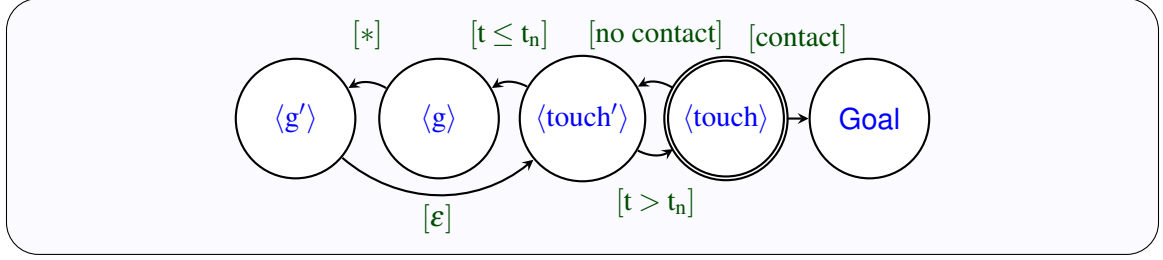 [*] [t ≤ tₙ] [no contact] [contact]
⟨g′⟩ ⟨g⟩ ⟨touch′⟩ ⟨touch⟩ Goal
[t > tₙ]
[ε]